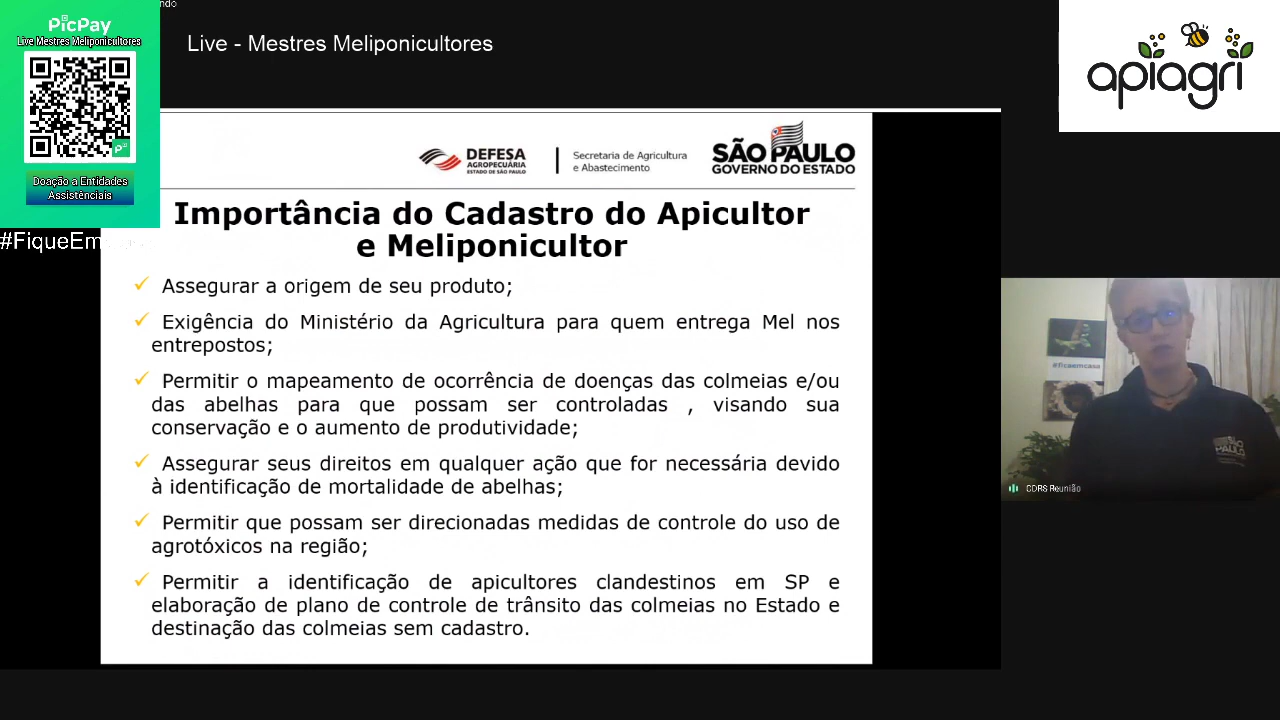 ndo
PicPay
Live Mestres Meliponicultores
Doação a Entidades
Assistênciais
#FiqueEm
Live - Mestres Meliponicultores
apiagri
DEFESA
AGROPECUÁRIA
ESTADO DE SÃO PAULO
Secretaria de Agricultura
e Abastecimento
SÃO PAULO
GOVERNO DO ESTADO
Importância do Cadastro do Apicultor
e Meliponicultor
✓ Assegurar a origem de seu produto;
✓ Exigência do Ministério da Agricultura para quem entrega Mel nos
entrepostos;
✓ Permitir o mapeamento de ocorrência de doenças das colmeias e/ou
das abelhas para que possam ser controladas , visando sua
conservação e o aumento de produtividade;
✓ Assegurar seus direitos em qualquer ação que for necessária devido
à identificação de mortalidade de abelhas;
✓ Permitir que possam ser direcionadas medidas de controle do uso de
agrotóxicos na região;
✓ Permitir a identificação de apicultores clandestinos em SP e
elaboração de plano de controle de trânsito das colmeias no Estado e
destinação das colmeias sem cadastro.
#ficaemcasa
SÃO
PAULO
CDRS Reunião